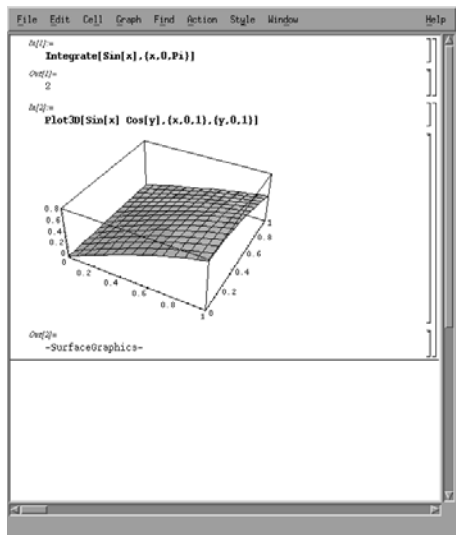 File Edit Cell Graph Find Action Style Window Help
In[1]:=
Integrate[Sin[x],{x,0,Pi}]
Out[1]=
2
In[2]:=
Plot3D[Sin[x] Cos[y],{x,0,1},{y,0,1}]
0.8
0.6
0.4
0.2
0
0
0.2
0.4
0.6
0.8
1
0
0.2
0.4
0.6
0.8
1
Out[2]=
-SurfaceGraphics-